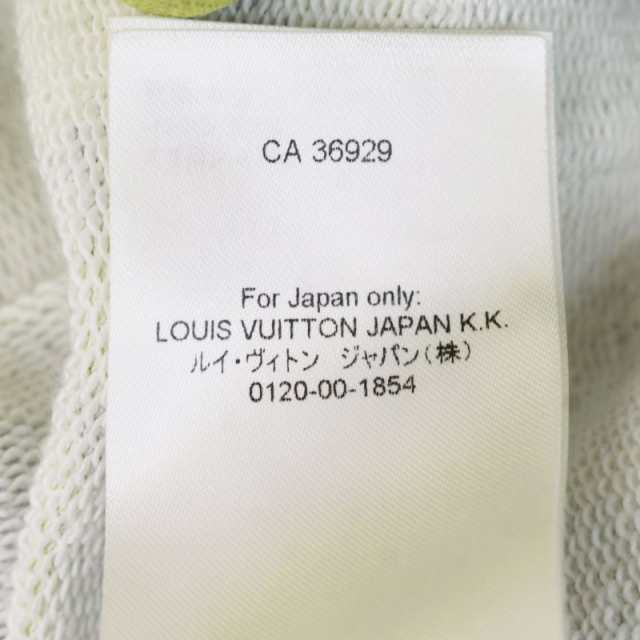 CA 36929
For Japan only:
LOUIS VUITTON JAPAN K.K.
ルイ・ヴィトン ジャパン(株)
0120-00-1854